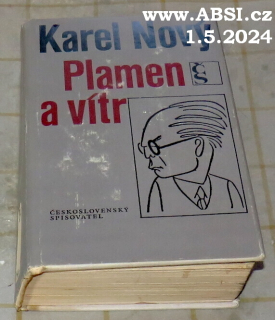 www.ABSI.cz
1.5.2024
Karel Nový
Plamen
a vítr
ČESKOSLOVENSKÝ
SPISOVATEL